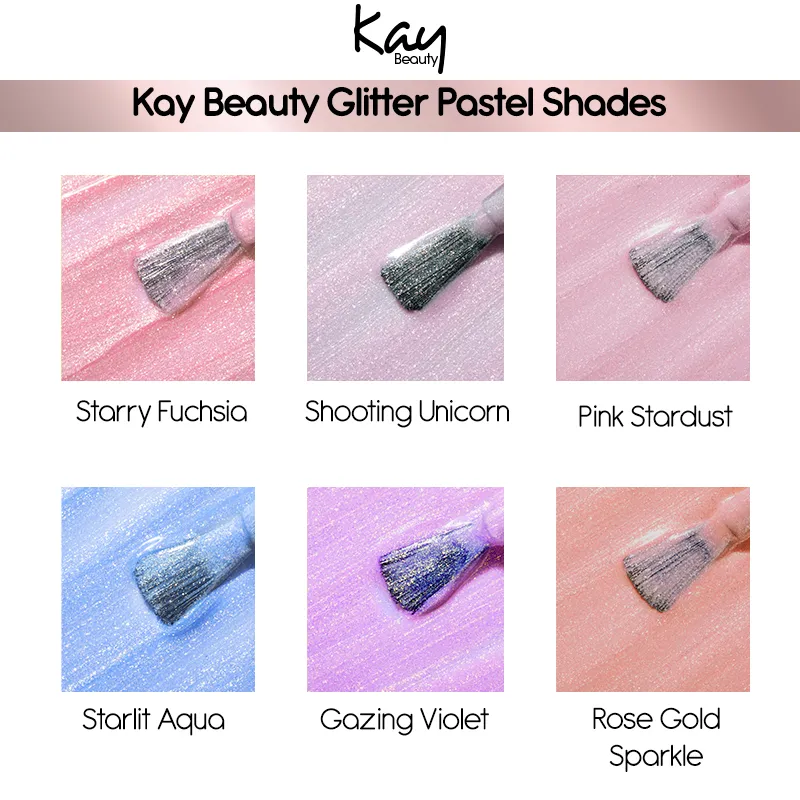 Kay
Beauty
Kay Beauty Glitter Pastel Shades
Starry Fuchsia
Shooting Unicorn
Pink Stardust
Starlit Aqua
Gazing Violet
Rose Gold
Sparkle